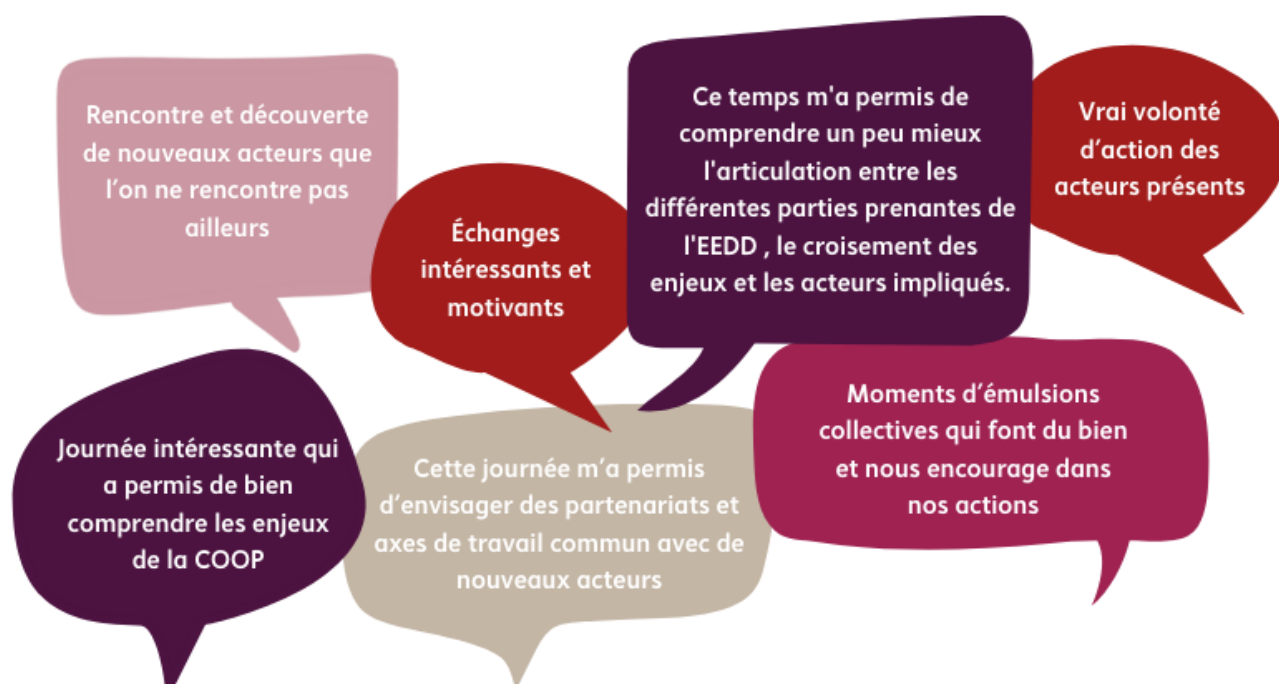 Rencontre et découverte
de nouveaux acteurs que
l'on ne rencontre pas
ailleurs
Échanges
intéressants et
motivants
Ce temps m'a permis de
comprendre un peu mieux
l'articulation entre les
différentes parties prenantes de
l'EEDD , le croisement des
enjeux et les acteurs impliqués.
Vrai volonté
d’action des
acteurs présents
Journée intéressante qui
a permis de bien
comprendre les enjeux
de la COOP
Cette journée m’a permis
d’envisager des partenariats et
axes de travail commun avec de
nouveaux acteurs
Moments d’émulsions
collectives qui font du bien
et nous encourage dans
nos actions